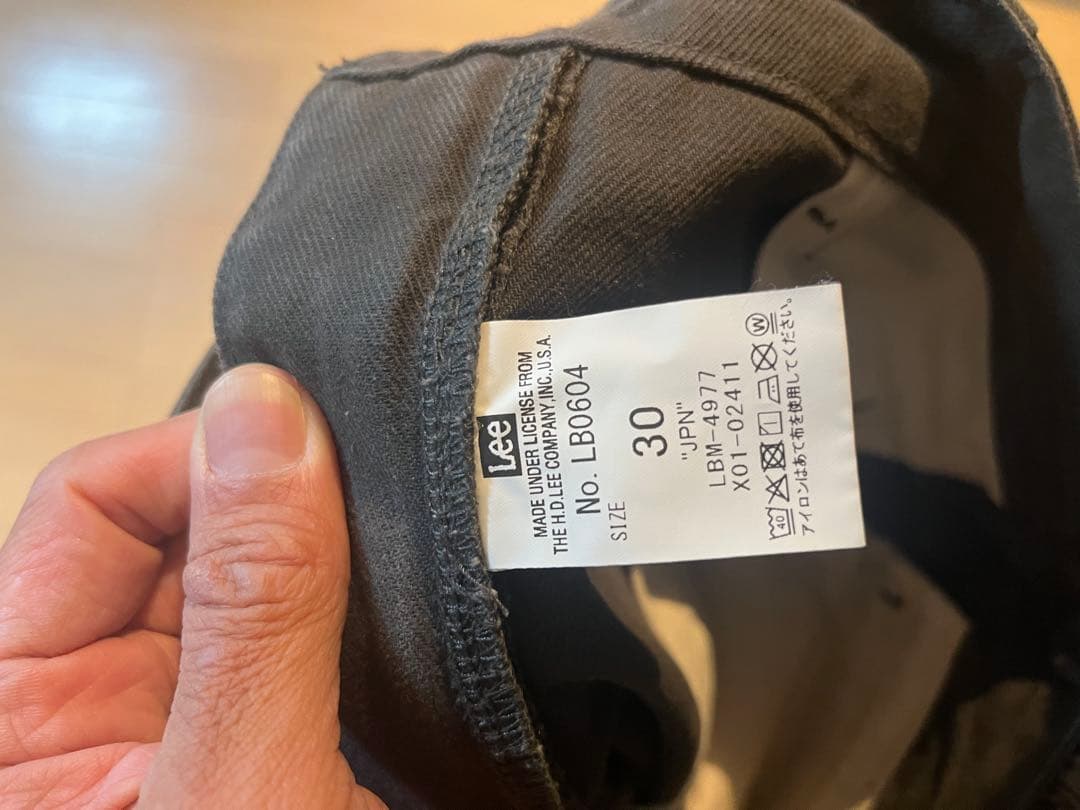 Lee
MADE UNDER LICENSE FROM
THE H.D.LEE COMPANY,INC.,U.S.A.
No. LB0604
SIZE
30
"JPN"
LBM-4977
X01-02411
40 W
アイロンはあて布を使用してください。